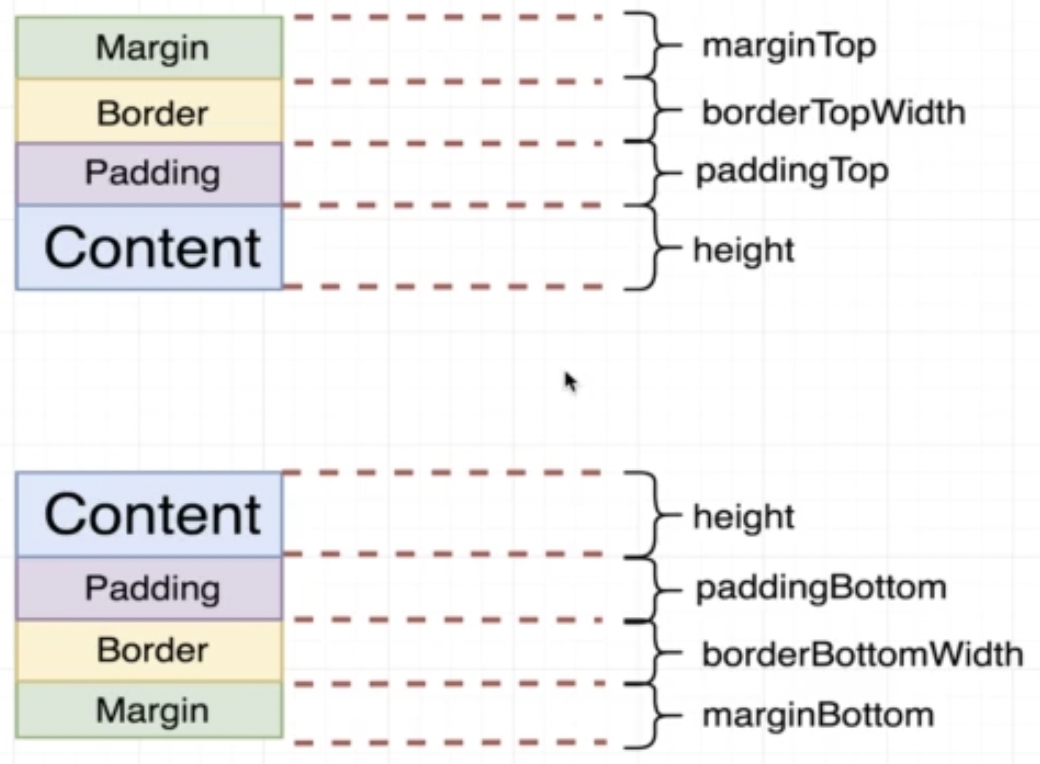 Margin
marginTop
Border
borderTopWidth
Padding
paddingTop
Content
height
Content
height
Padding
paddingBottom
Border
borderBottomWidth
Margin
marginBottom